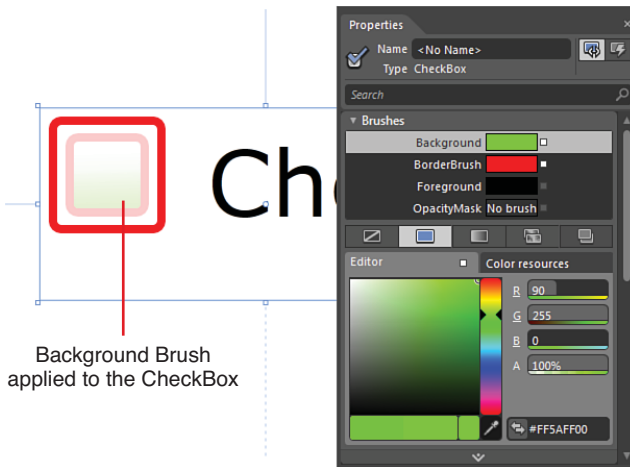 Properties
Name <No Name>
Type CheckBox
Search
Brushes
Background
BorderBrush
Foreground
OpacityMask No brush
Editor
Color resources
R 90
G 255
B 0
A 100%
#FF5AFF00
Che
Background Brush
applied to the CheckBox